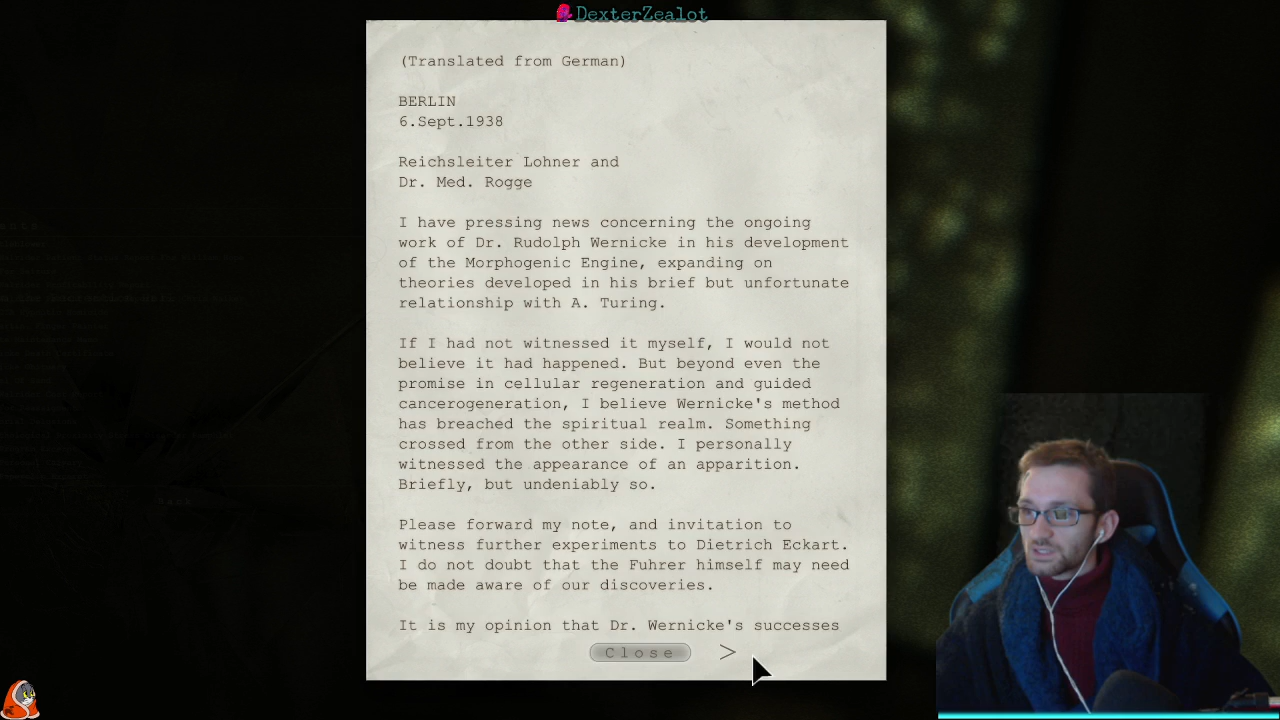 DexterZealot
(Translated from German)
BERLIN
6.Sept.1938
Reichsleiter Lohner and
Dr. Med. Rogge
I have pressing news concerning the ongoing
work of Dr. Rudolph Wernicke in his development
of the Morphogenic Engine, expanding on
theories developed in his brief but unfortunate
relationship with A. Turing.
If I had not witnessed it myself, I would not
believe it had happened. But beyond even the
promise in cellular regeneration and guided
cancerogeneration, I believe Wernicke's method
has breached the spiritual realm. Something
crossed from the other side. I personally
witnessed the appearance of an apparition.
Briefly, but undeniably so.
Please forward my note, and invitation to
witness further experiments to Dietrich Eckart.
I do not doubt that the Fuhrer himself may need
be made aware of our discoveries.
It is my opinion that Dr. Wernicke's successes
Close >